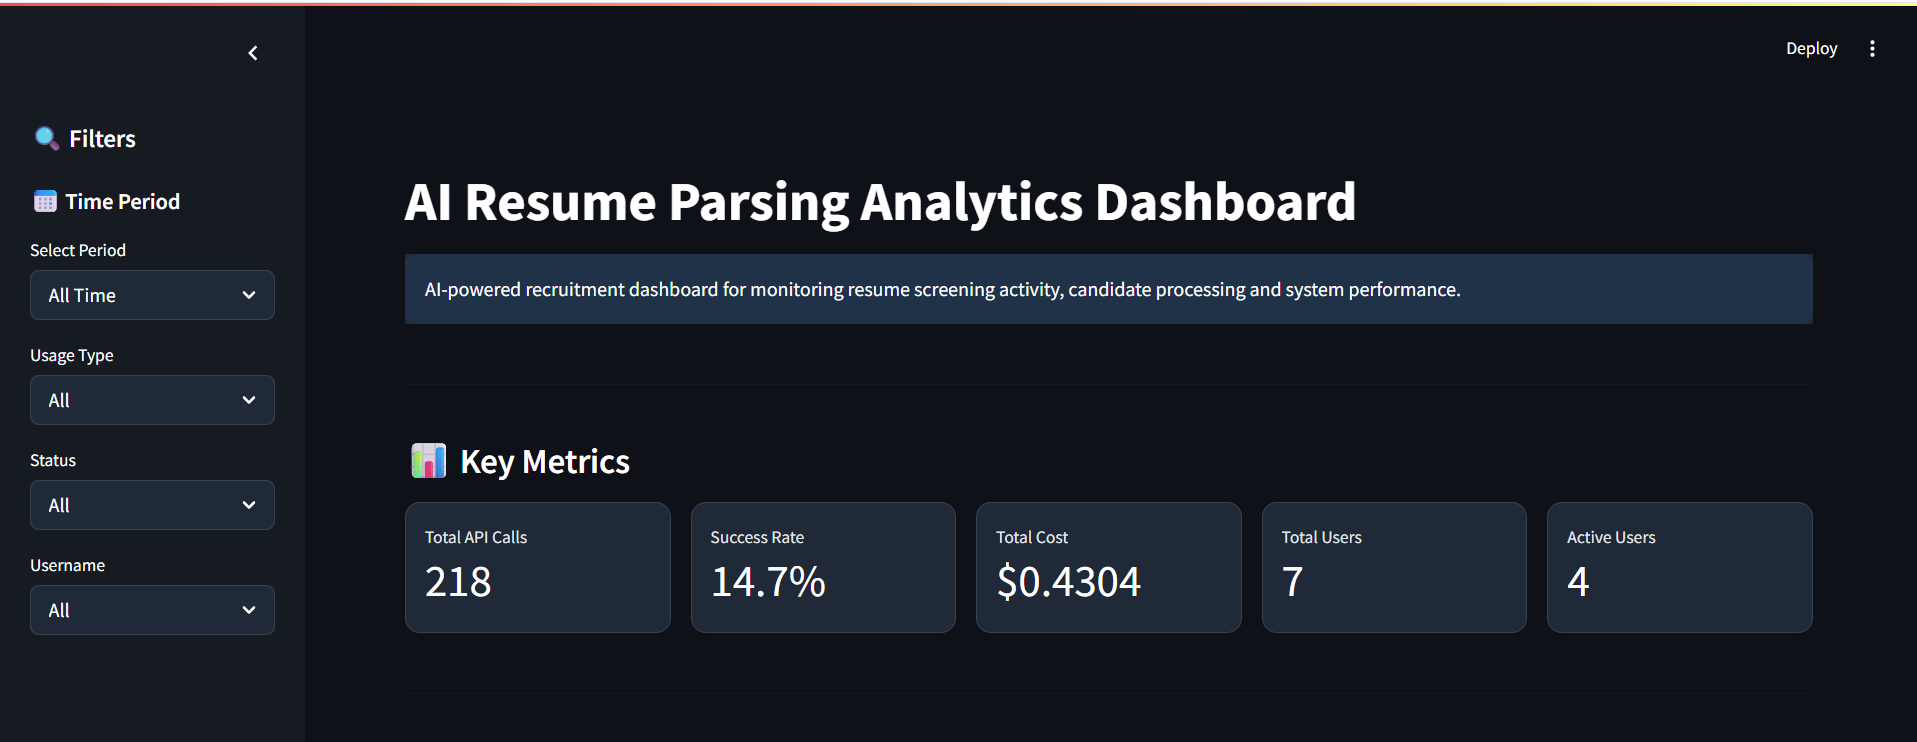 Deploy
Filters
Time Period
Select Period
All Time
Usage Type
All
Status
All
Username
All
AI Resume Parsing Analytics Dashboard
AI-powered recruitment dashboard for monitoring resume screening activity, candidate processing and system performance.
Key Metrics
Total API Calls
218
Success Rate
14.7%
Total Cost
$0.4304
Total Users
7
Active Users
4